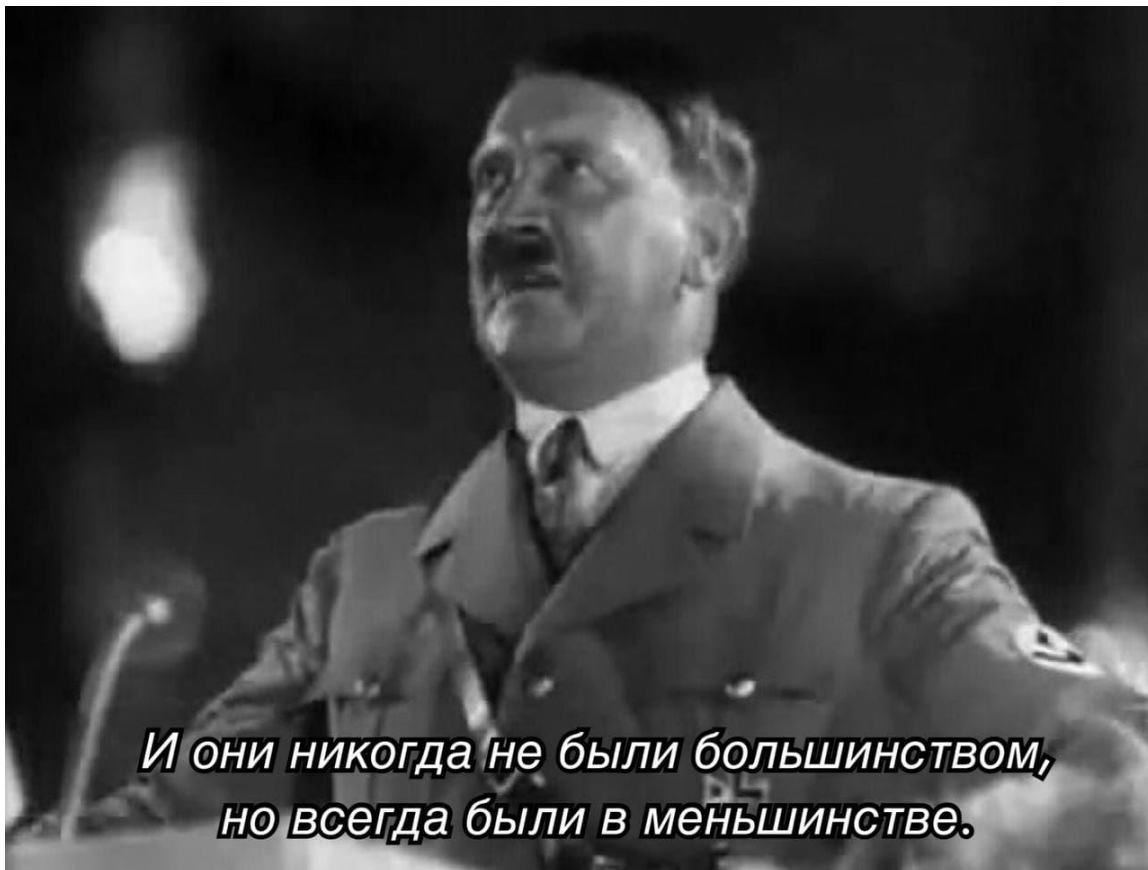 И они никогда не были большинством,
но всегда были в меньшинстве.